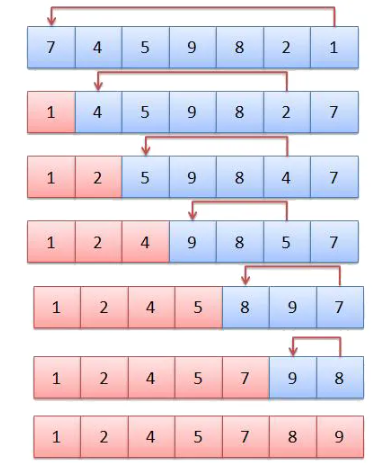 7 4 5 9 8 2 1
1 4 5 9 8 2 7
1 2 5 9 8 4 7
1 2 4 9 8 5 7
1 2 4 5 8 9 7
1 2 4 5 7 9 8
1 2 4 5 7 8 9